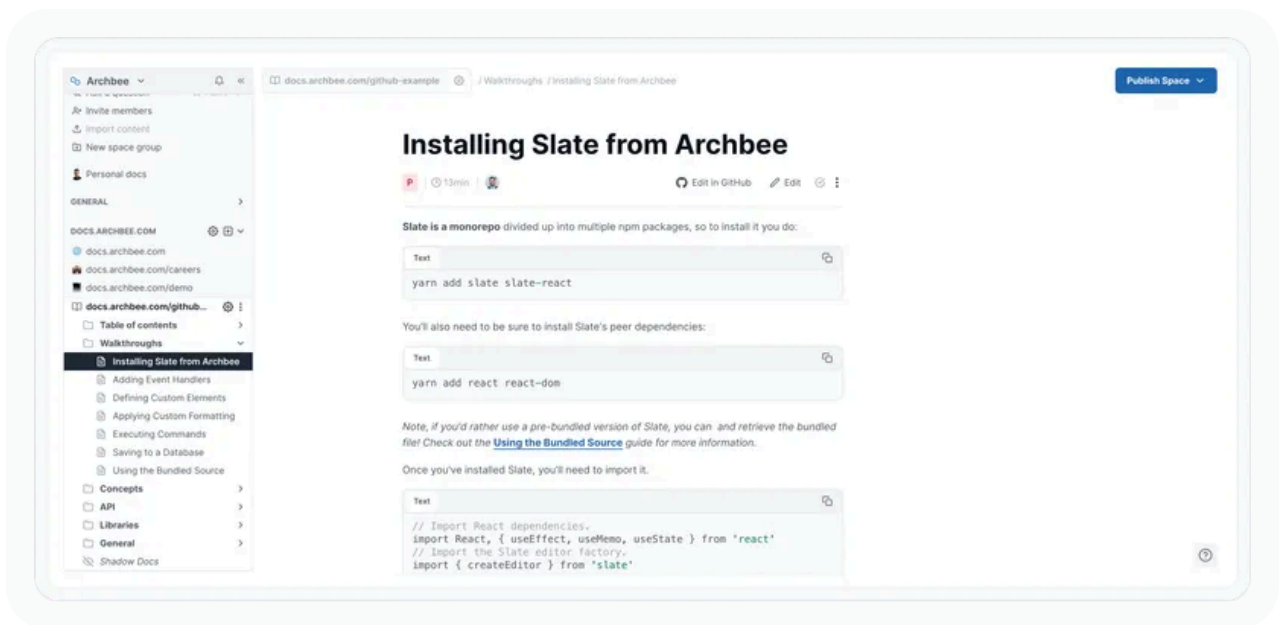 Archbee
docs.archbee.com/github-example / Walkthroughs / Installing Slate from Archbee
Publish Space
Invite members
Import content
New space group
Personal docs
GENERAL
DOCS.ARCHBEE.COM
docs.archbee.com
docs.archbee.com/careers
docs.archbee.com/demo
docs.archbee.com/github...
Table of contents
Walkthroughs
Installing Slate from Archbee
Adding Event Handlers
Defining Custom Elements
Applying Custom Formatting
Executing Commands
Saving to a Database
Using the Bundled Source
Concepts
API
Libraries
General
Shadow Docs
Installing Slate from Archbee
P 13min Edit in GitHub Edit
Slate is a monorepo divided up into multiple npm packages, so to install it you do:
Text
yarn add slate slate-react
You'll also need to be sure to install Slate's peer dependencies:
Text
yarn add react react-dom
Note, if you'd rather use a pre-bundled version of Slate, you can and retrieve the bundled
file! Check out the Using the Bundled Source guide for more information.
Once you've installed Slate, you'll need to import it.
Text
// Import React dependencies.
import React, { useEffect, useMemo, useState } from 'react'
// Import the Slate editor factory.
import { createEditor } from 'slate'